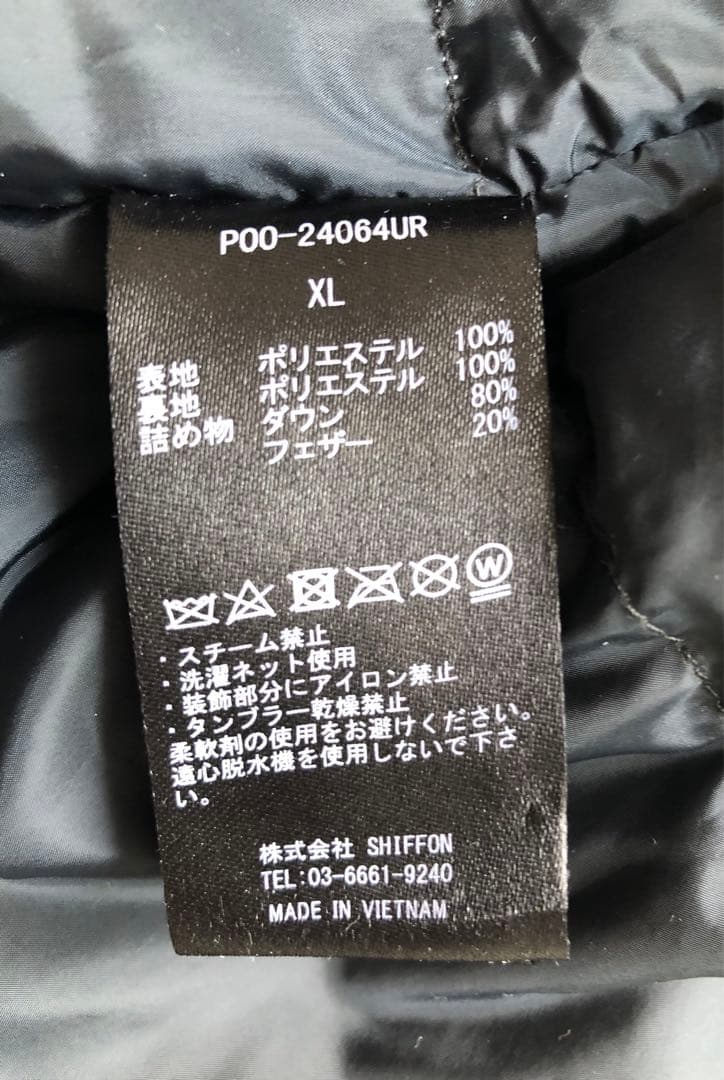 P00-24064UR
XL
表地 ポリエステル 100%
裏地 ポリエステル 100%
詰め物 ダウン 80%
フェザー 20%
W
・スチーム禁止
・洗濯ネット使用
・装飾部分にアイロン禁止
・タンブラー乾燥禁止
柔軟剤の使用をお避けください。
遠心脱水機を使用しないで下さ
い。
株式会社 SHIFFON
TEL:03-6661-9240
MADE IN VIETNAM